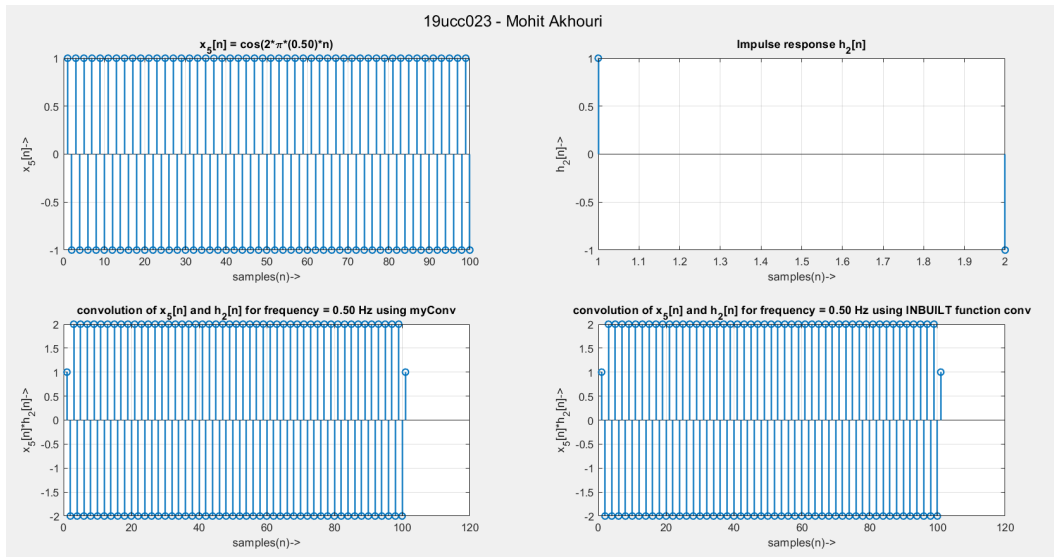 19ucc023 - Mohit Akhouri
x5[n] = cos(2*π*(0.50)*n)
1
0.5
0
-0.5
-1
x5[n]->
0 10 20 30 40 50 60 70 80 90 100
samples(n)->
Impulse response h2[n]
1
0.5
0
-0.5
-1
h2[n]->
1 1.1 1.2 1.3 1.4 1.5 1.6 1.7 1.8 1.9 2
samples(n)->
convolution of x5[n] and h2[n] for frequency = 0.50 Hz using myConv
2
1.5
1
0.5
0
-0.5
-1
-1.5
-2
x5[n]*h2[n]->
0 20 40 60 80 100 120
samples(n)->
convolution of x5[n] and h2[n] for frequency = 0.50 Hz using INBUILT function conv
2
1.5
1
0.5
0
-0.5
-1
-1.5
-2
x5[n]*h2[n]->
0 20 40 60 80 100 120
samples(n)->